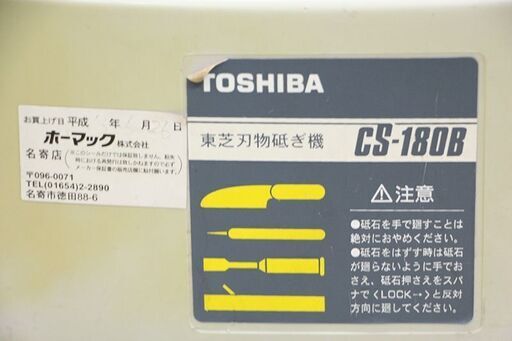 お買上げ日 平成 年 月 日
ホーマック株式会社
名寄店
〒096-0071
TEL(01654)2-2890
名寄市徳田88-6
TOSHIBA
東芝刃物砥ぎ機 CS-180B
⚠注意
●砥石を手で廻すことは
絶対におやめください。
●砥石をはずす時は砥石
が廻らないように手でお
さえ、砥石押さえをスパ
ナで〈LOCK→〉と反対
方向に廻してください。